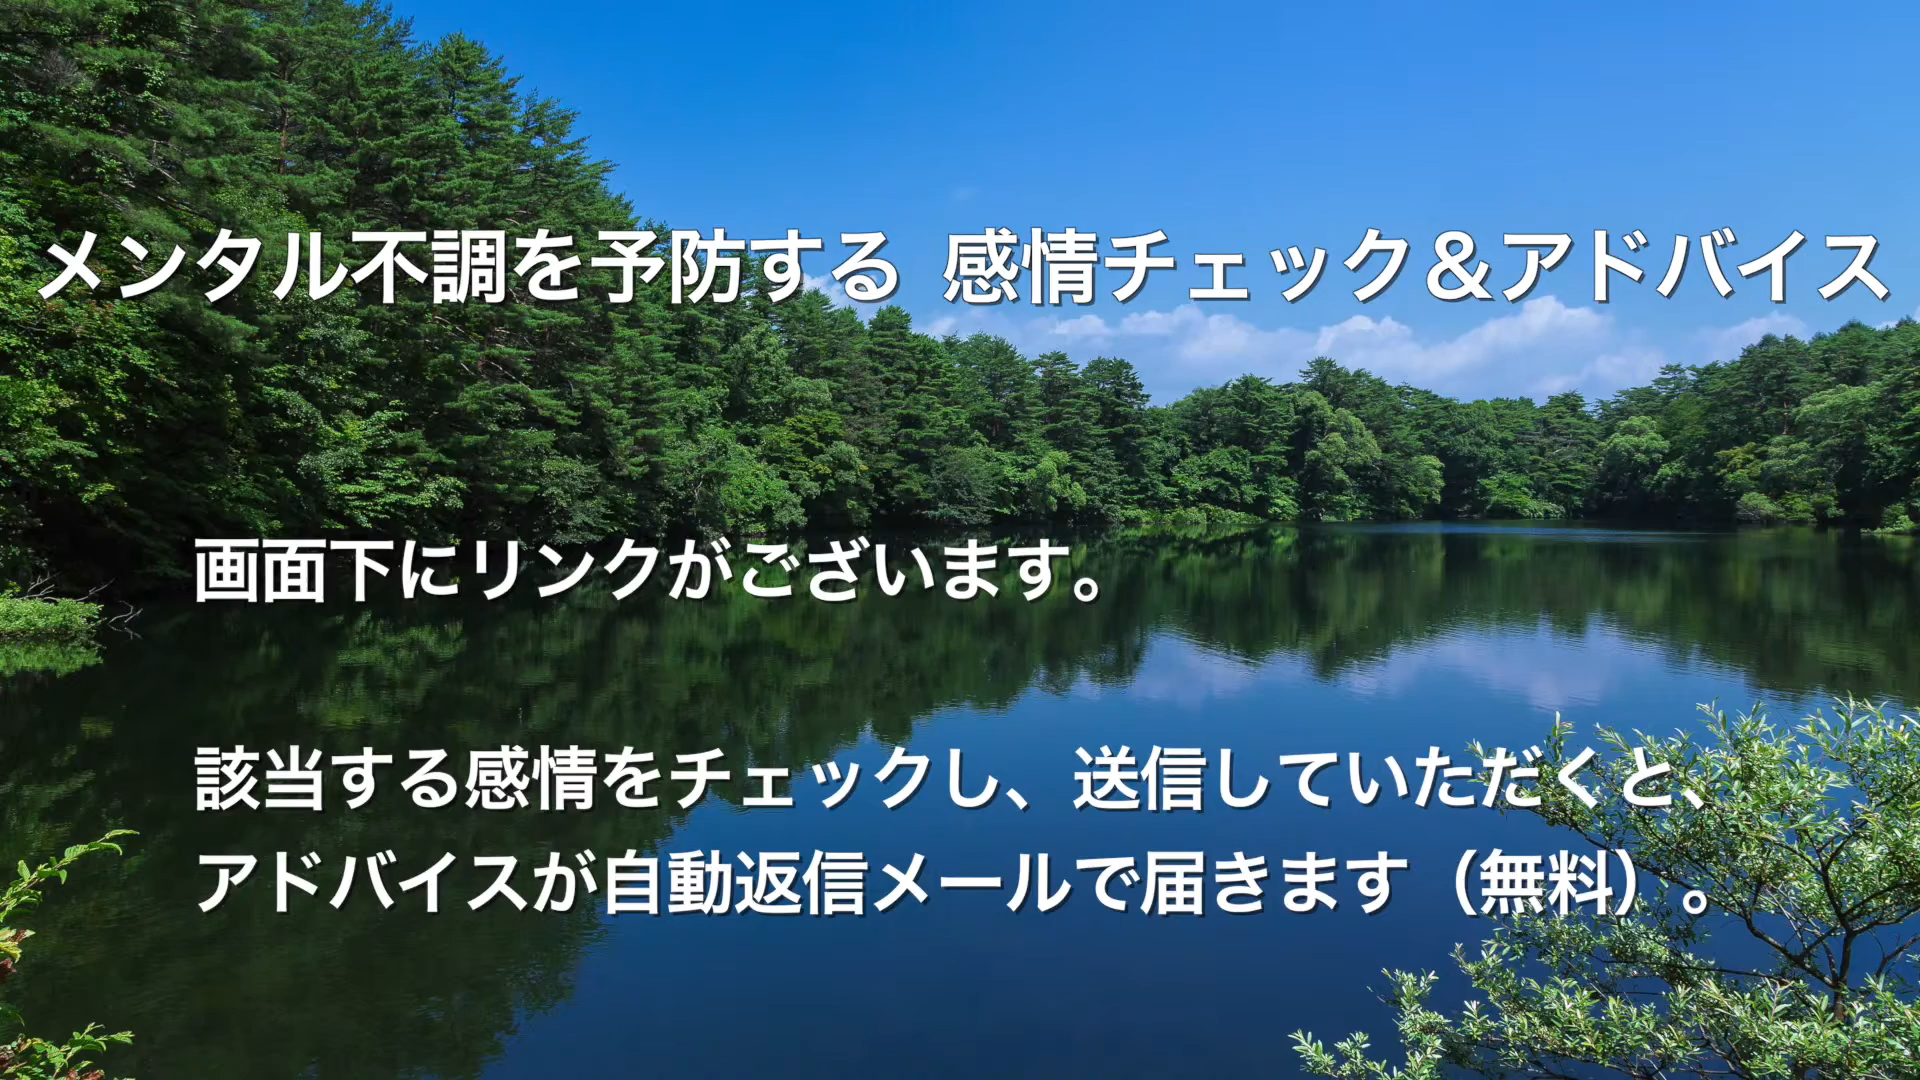 メンタル不調を予防する 感情チェック＆アドバイス
画面下にリンクがございます。
該当する感情をチェックし、送信していただくと、
アドバイスが自動返信メールで届きます（無料）。